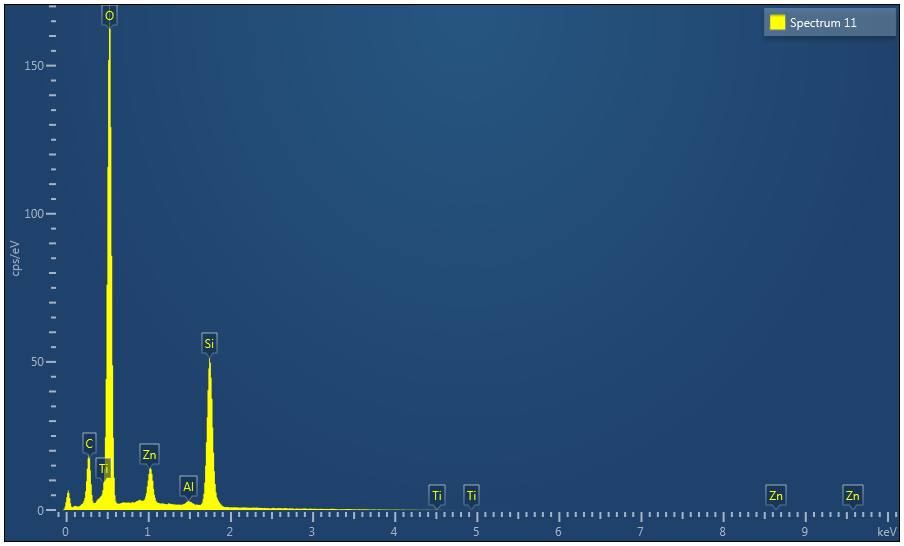 O
Spectrum 11
150
100
cps/eV
50
Si
C
Zn
Ti
Al
Ti
Ti
Zn
Zn
0
0 1 2 3 4 5 6 7 8 9 keV